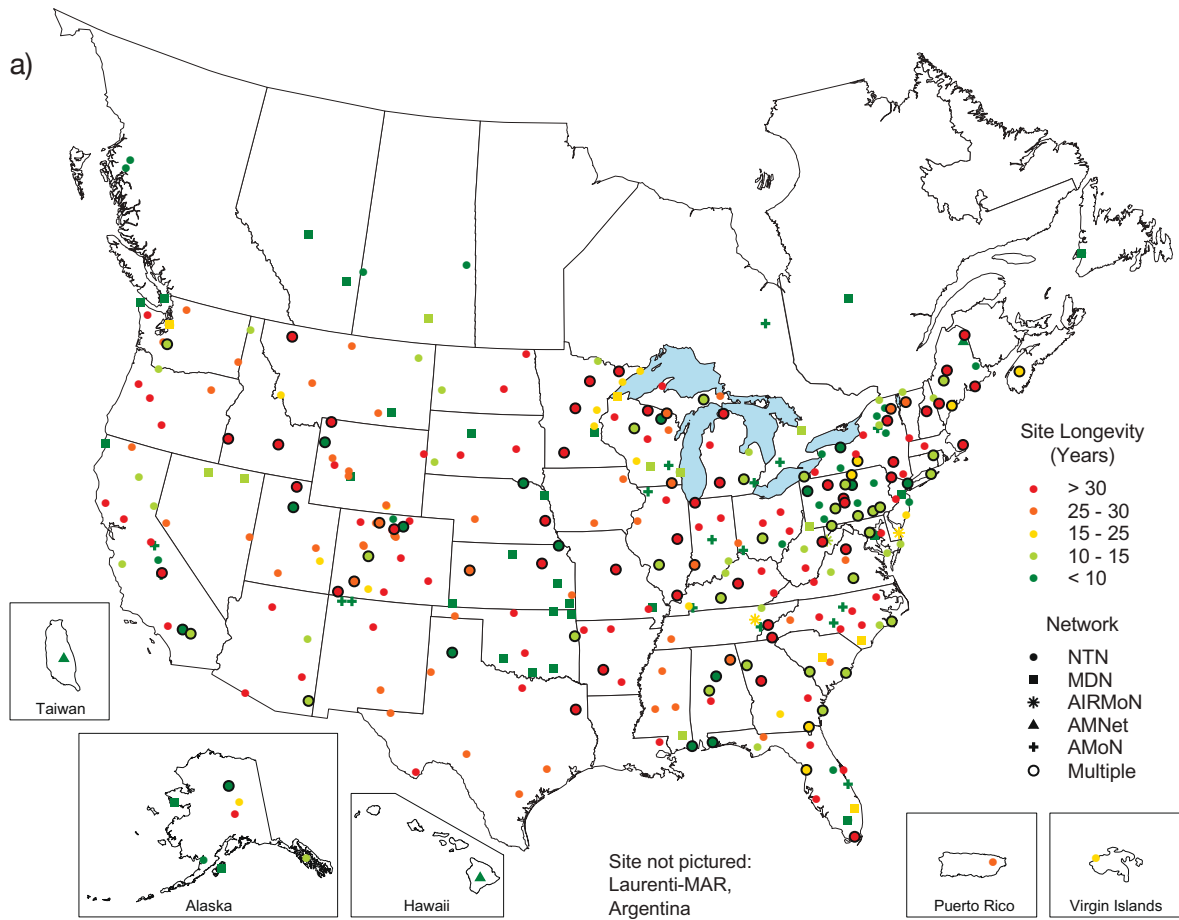 a)
Site Longevity
(Years)
> 30
25 - 30
15 - 25
10 - 15
< 10
Network
NTN
MDN
AIRMoN
AMNet
AMoN
Multiple
Taiwan
Alaska
Hawaii
Site not pictured:
Laurenti-MAR,
Argentina
Puerto Rico
Virgin Islands